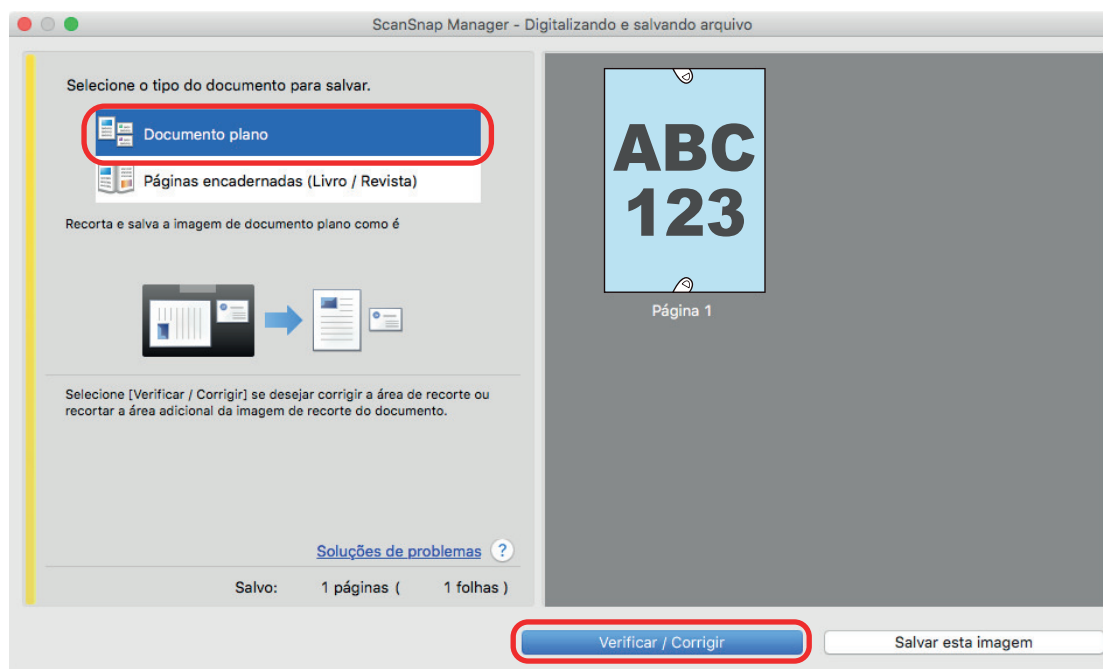 ScanSnap Manager - Digitalizando e salvando arquivo
Selecione o tipo do documento para salvar.
Documento plano
Páginas encadernadas (Livro / Revista)
Recorta e salva a imagem de documento plano como é
Selecione [Verificar / Corrigir] se desejar corrigir a área de recorte ou
recortar a área adicional da imagem de recorte do documento.
Soluções de problemas ?
Salvo: 1 páginas ( 1 folhas )
ABC
123
Página 1
Verificar / Corrigir
Salvar esta imagem